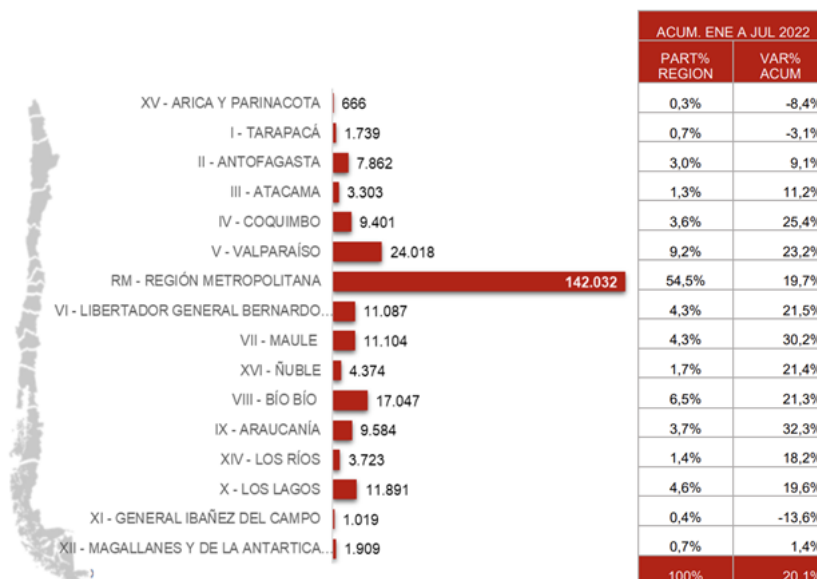 ACUM. ENE A JUL 2022
PART% REGION VAR% ACUM
XV - ARICA Y PARINACOTA 666 0,3% -8,4%
I - TARAPACÁ 1.739 0,7% -3,1%
II - ANTOFAGASTA 7.862 3,0% 9,1%
III - ATACAMA 3.303 1,3% 11,2%
IV - COQUIMBO 9.401 3,6% 25,4%
V - VALPARAÍSO 24.018 9,2% 23,2%
RM - REGIÓN METROPOLITANA 142.032 54,5% 19,7%
VI - LIBERTADOR GENERAL BERNARDO... 11.087 4,3% 21,5%
VII - MAULE 11.104 4,3% 30,2%
XVI - ÑUBLE 4.374 1,7% 21,4%
VIII - BÍO BÍO 17.047 6,5% 21,3%
IX - ARAUCANÍA 9.584 3,7% 32,3%
XIV - LOS RÍOS 3.723 1,4% 18,2%
X - LOS LAGOS 11.891 4,6% 19,6%
XI - GENERAL IBAÑEZ DEL CAMPO 1.019 0,4% -13,6%
XII - MAGALLANES Y DE LA ANTARTICA... 1.909 0,7% 1,4%
100% 20,1%